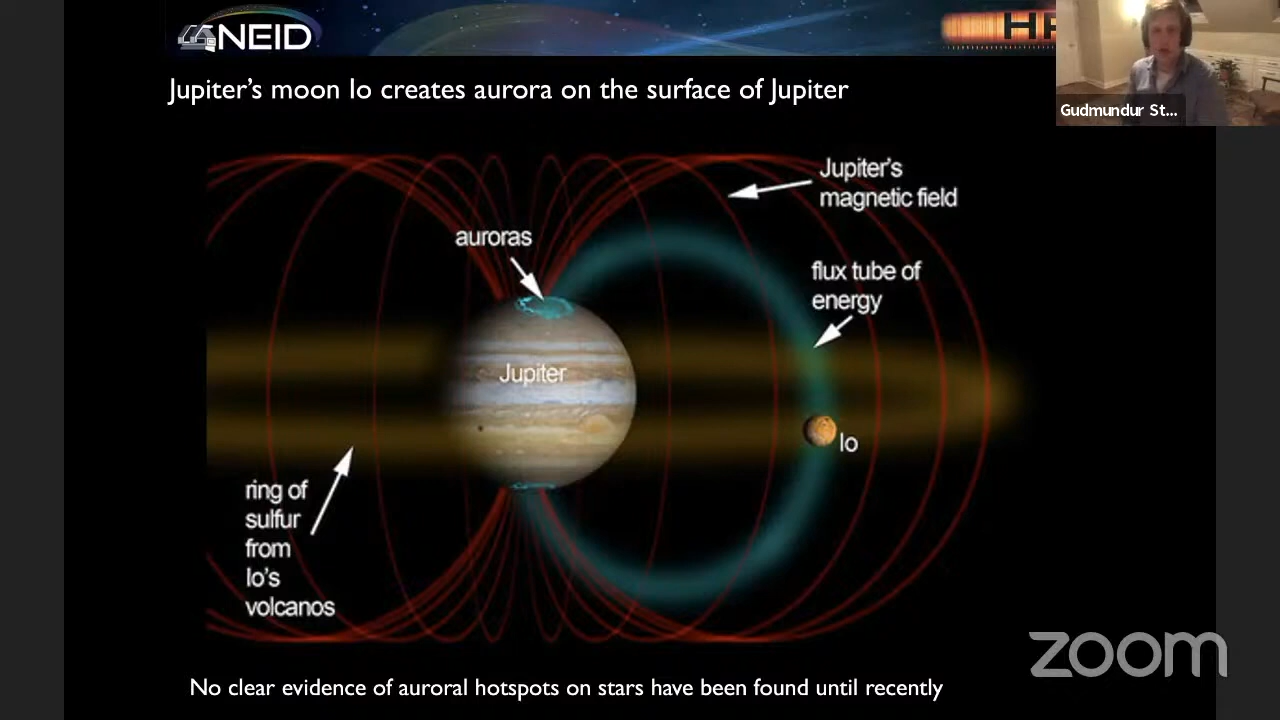 NEID
HP
Gudmundur St...
Jupiter's moon Io creates aurora on the surface of Jupiter
Jupiter's
magnetic field
auroras
flux tube of
energy
Jupiter
Io
ring of
sulfur
from
Io's
volcanos
zoom
No clear evidence of auroral hotspots on stars have been found until recently